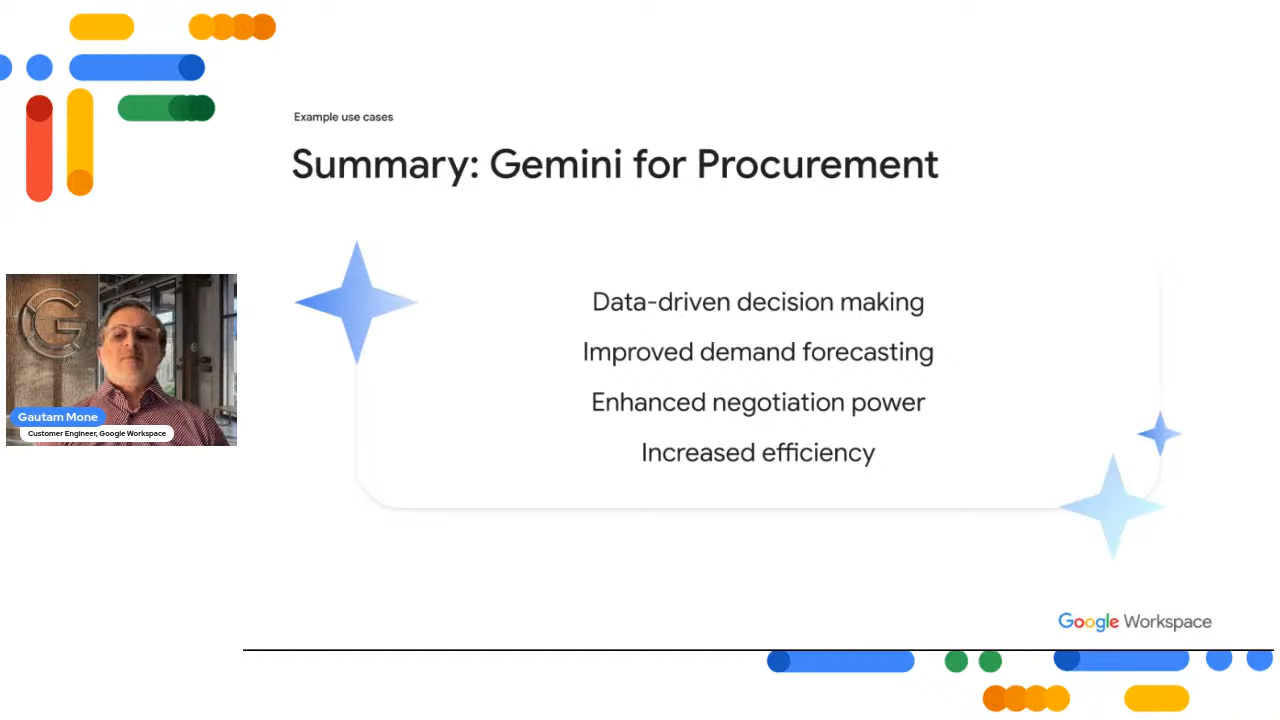 Example use cases
Summary: Gemini for Procurement
Data-driven decision making
Improved demand forecasting
Enhanced negotiation power
Increased efficiency
G
Gautam Mone
Customer Engineer, Google Workspace
Google Workspace